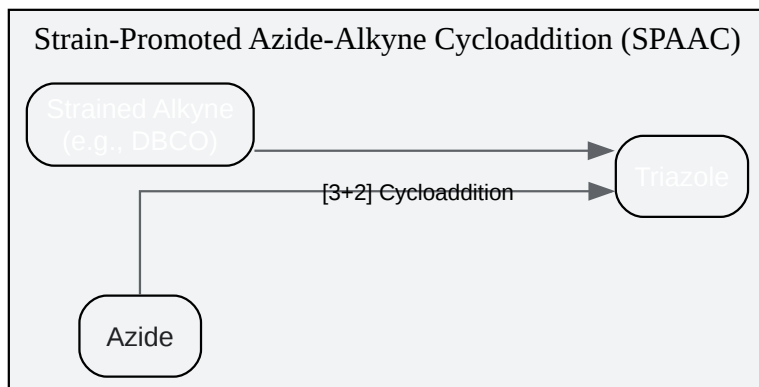 Strain-Promoted Azide-Alkyne Cycloaddition (SPAAC)
Strained Alkyne
(e.g., DBCO)
Triazole
[3+2] Cycloaddition
Azide